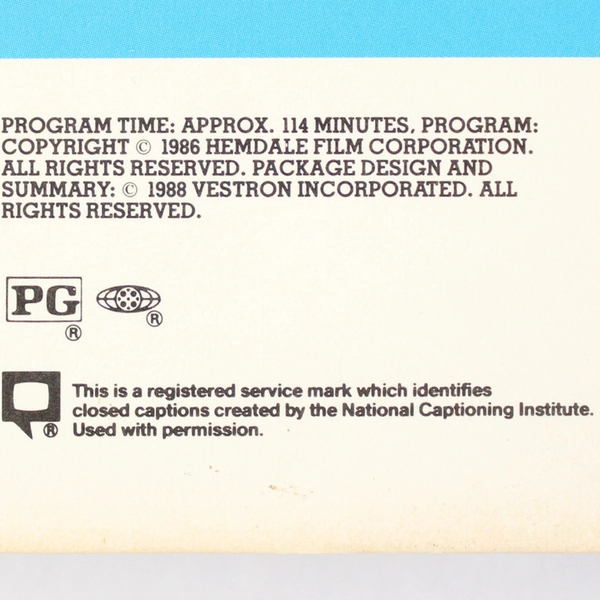 PROGRAM TIME: APPROX. 114 MINUTES, PROGRAM:
COPYRIGHT © 1986 HEMDALE FILM CORPORATION.
ALL RIGHTS RESERVED. PACKAGE DESIGN AND
SUMMARY: © 1988 VESTRON INCORPORATED. ALL
RIGHTS RESERVED.
PG ®
®
® This is a registered service mark which identifies
closed captions created by the National Captioning Institute.
Used with permission.